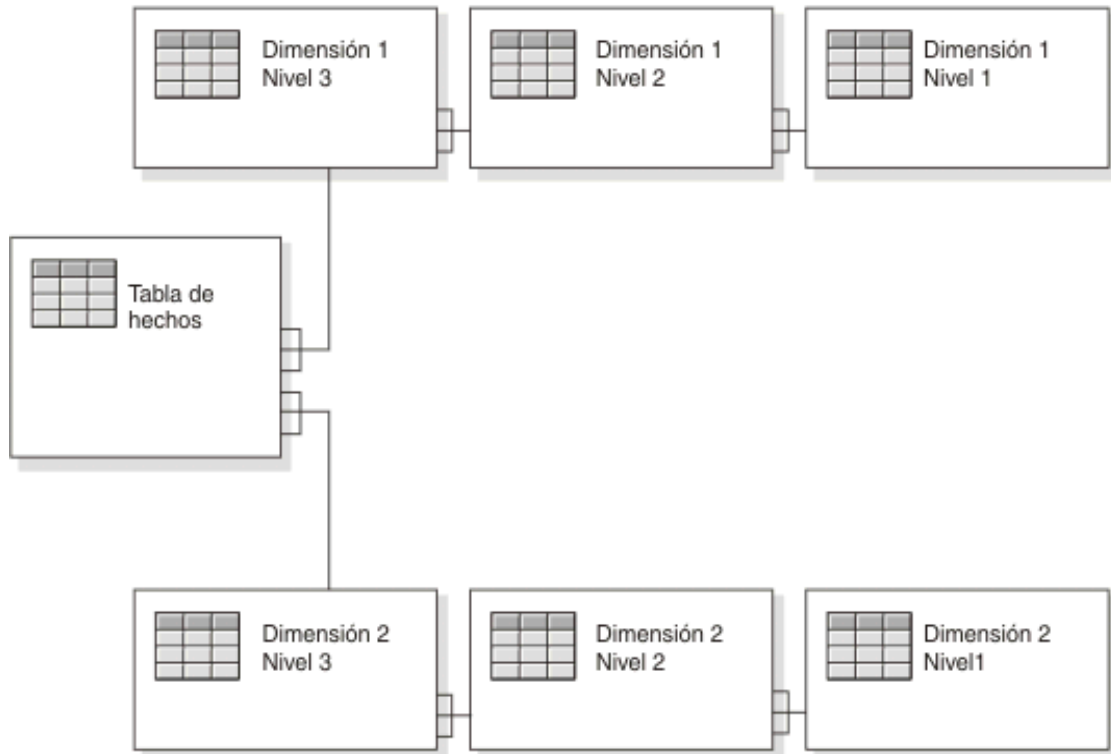 Dimensión 1
Nivel 3
Dimensión 1
Nivel 2
Dimensión 1
Nivel 1
Tabla de
hechos
Dimensión 2
Nivel 3
Dimensión 2
Nivel 2
Dimensión 2
Nivel1